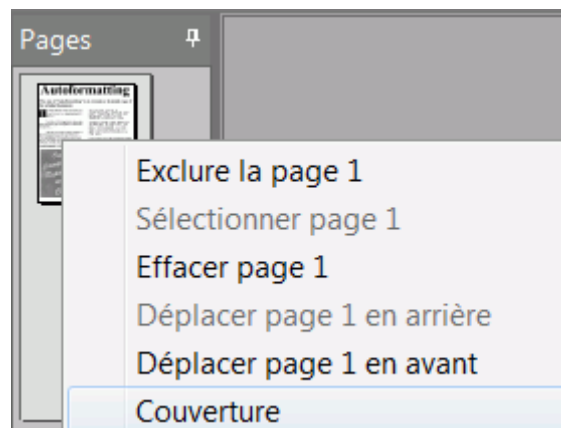 Pages
Autoformatting
Exclure la page 1
Sélectionner page 1
Effacer page 1
Déplacer page 1 en arrière
Déplacer page 1 en avant
Couverture